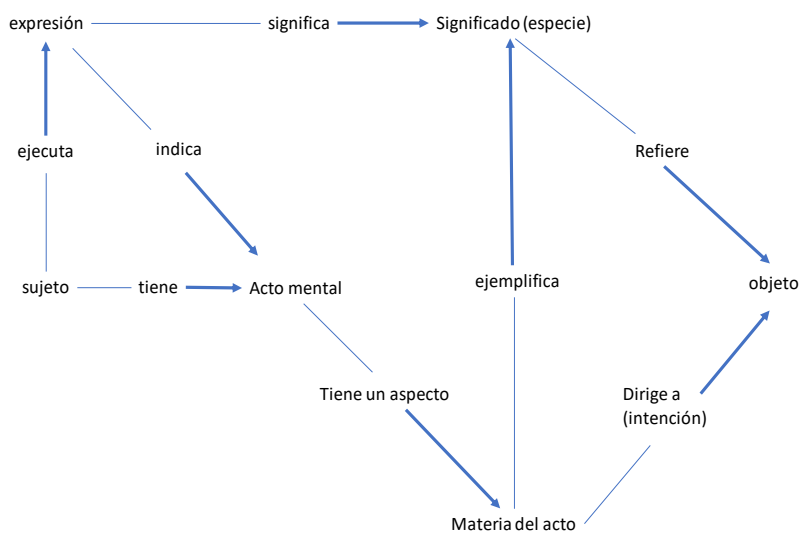 expresión
significa
Significado (especie)
ejecuta
indica
Refiere
sujeto
tiene
Acto mental
ejemplifica
objeto
Tiene un aspecto
Dirige a
(intención)
Materia del acto